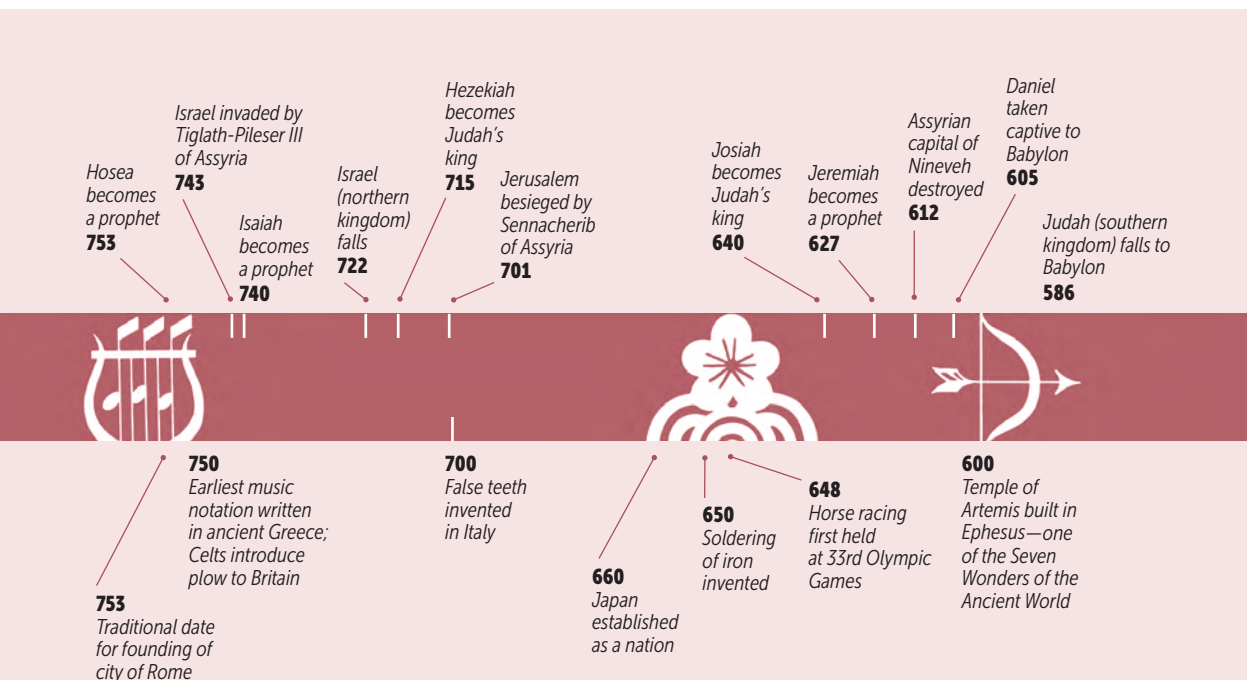 Hosea
becomes
a prophet
753
Israel invaded by
Tiglath-Pileser III
of Assyria
743
Isaiah
becomes
a prophet
740
Israel
(northern
kingdom)
falls
722
Hezekiah
becomes
Judah’s
king
715
Jerusalem
besieged by
Sennacherib
of Assyria
701
Josiah
becomes
Judah’s
king
640
Jeremiah
becomes
a prophet
627
Assyrian
capital of
Nineveh
destroyed
612
Daniel
taken
captive to
Babylon
605
Judah (southern
kingdom) falls to
Babylon
586
753
Traditional date
for founding of
city of Rome
750
Earliest music
notation written
in ancient Greece;
Celts introduce
plow to Britain
700
False teeth
invented
in Italy
660
Japan
established
as a nation
650
Soldering
of iron
invented
648
Horse racing
first held
at 33rd Olympic
Games
600
Temple of
Artemis built in
Ephesus—one
of the Seven
Wonders of the
Ancient World